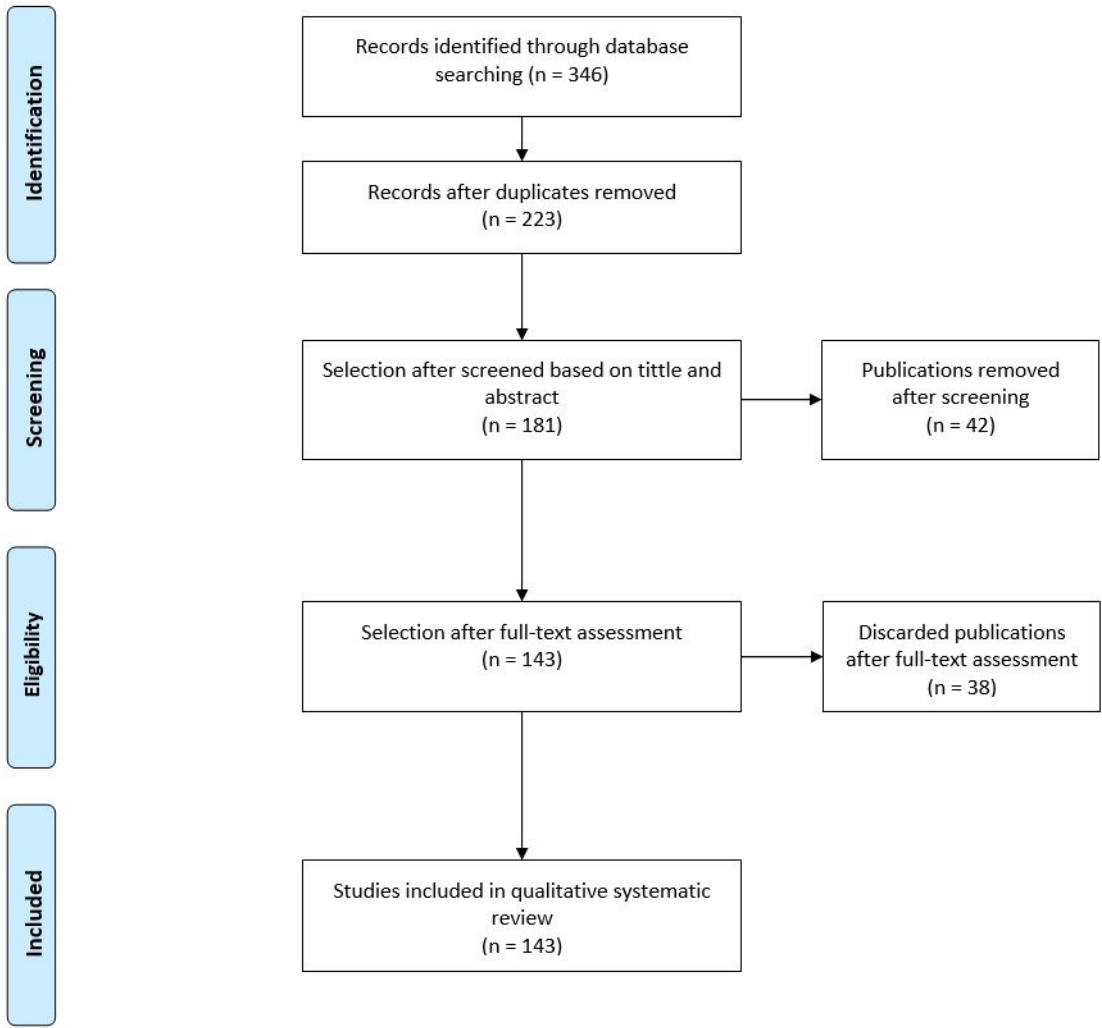 Identification
Records identified through database
searching (n = 346)
Records after duplicates removed
(n = 223)
Screening
Selection after screened based on tittle and
abstract
(n = 181)
Publications removed
after screening
(n = 42)
Eligibility
Selection after full-text assessment
(n = 143)
Discarded publications
after full-text assessment
(n = 38)
Included
Studies included in qualitative systematic
review
(n = 143)